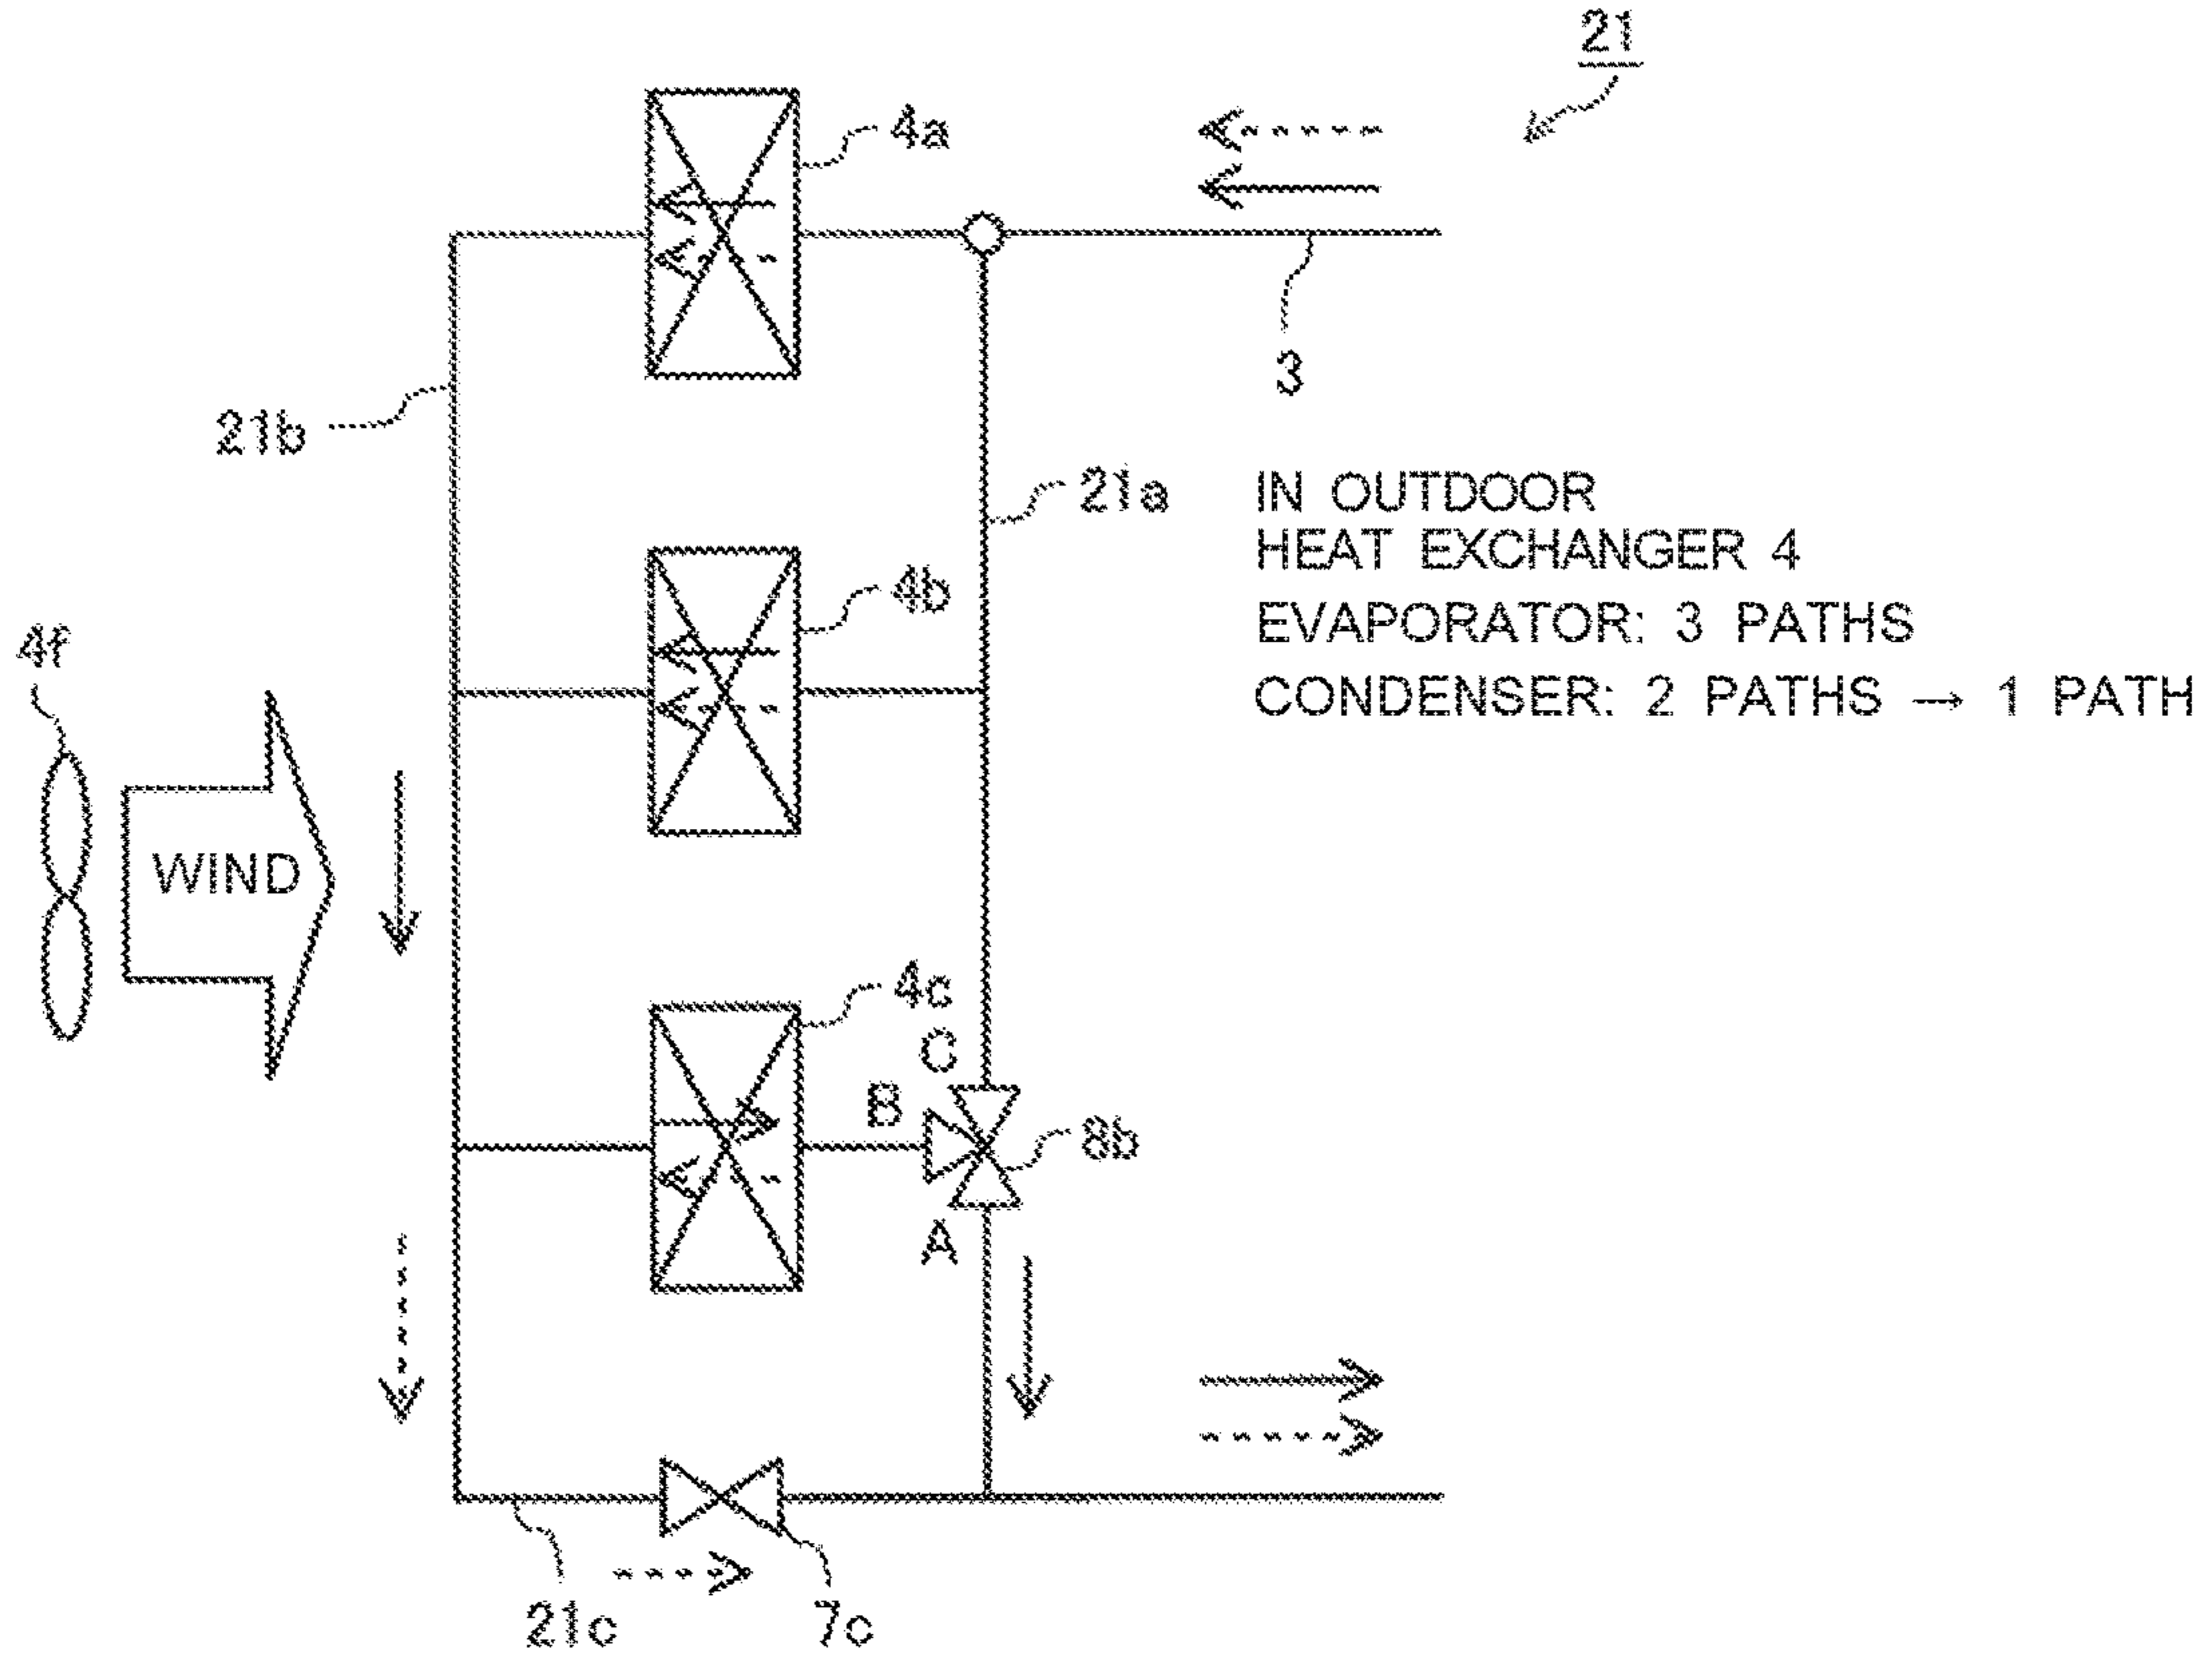 21
4a
3
21b
21a
IN OUTDOOR
HEAT EXCHANGER 4
EVAPORATOR: 3 PATHS
CONDENSER: 2 PATHS → 1 PATH
4b
4f
WIND
4c
C
B
8b
A
21c
7c